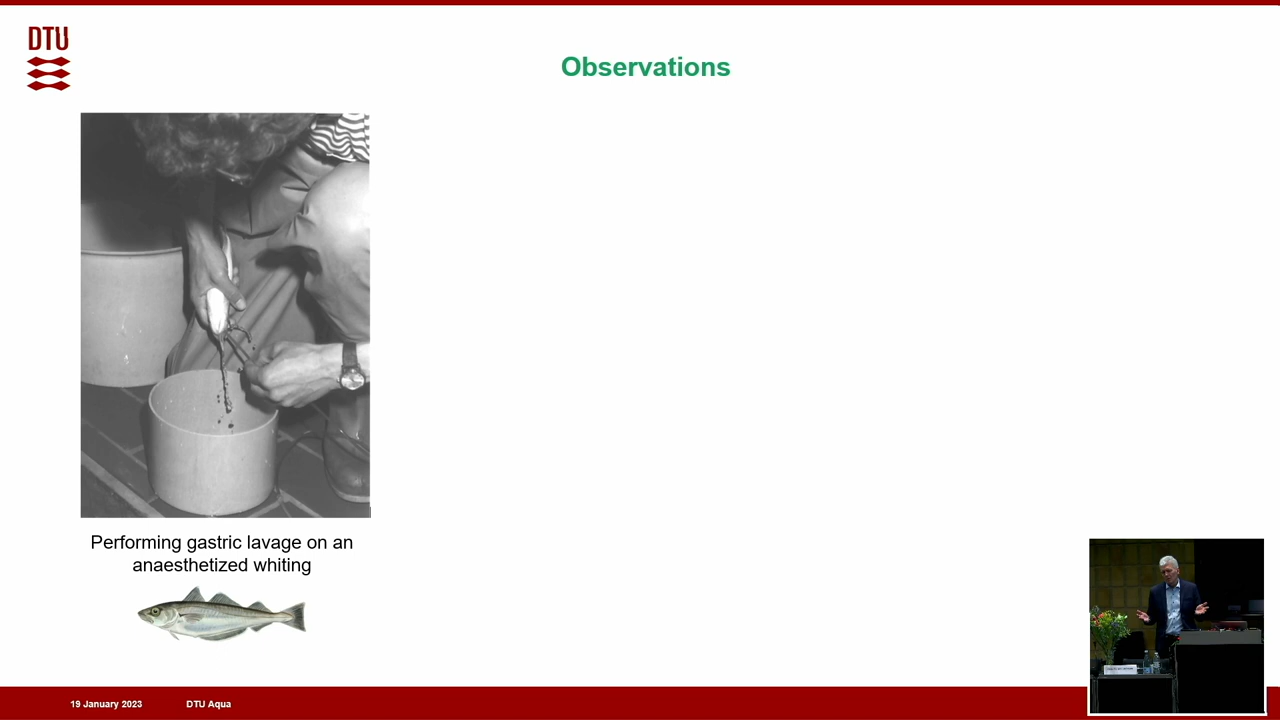 DTU
Observations
Performing gastric lavage on an
anaesthetized whiting
19 January 2023
DTU Aqua